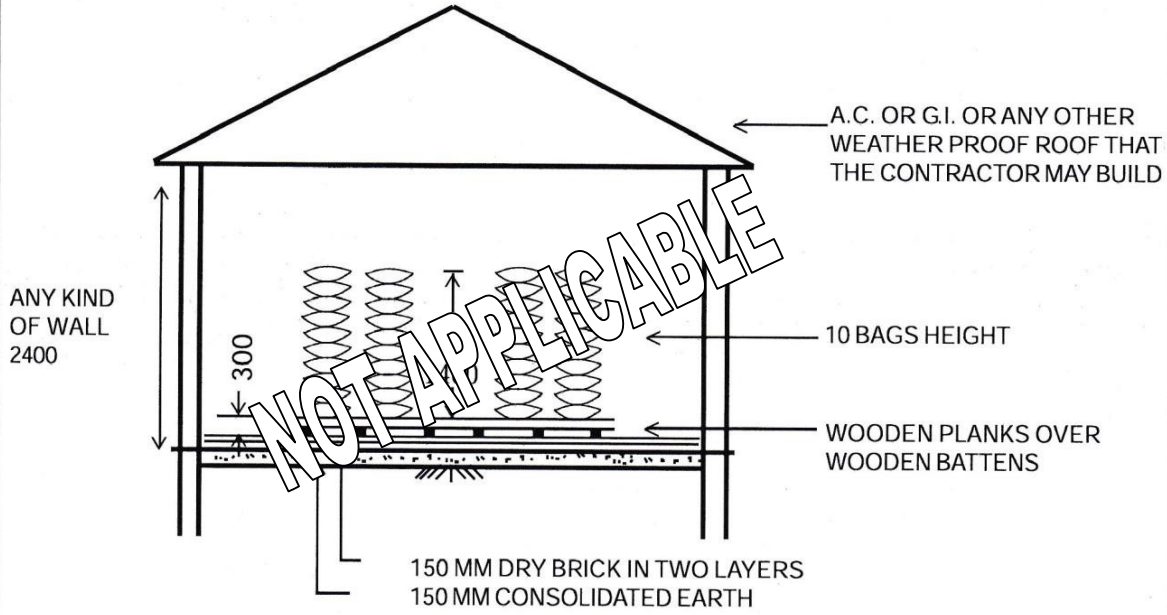 A.C. OR G.I. OR ANY OTHER
WEATHER PROOF ROOF THAT
THE CONTRACTOR MAY BUILD
ANY KIND
OF WALL
2400
300
NOT APPLICABLE
10 BAGS HEIGHT
WOODEN PLANKS OVER
WOODEN BATTENS
150 MM DRY BRICK IN TWO LAYERS
150 MM CONSOLIDATED EARTH